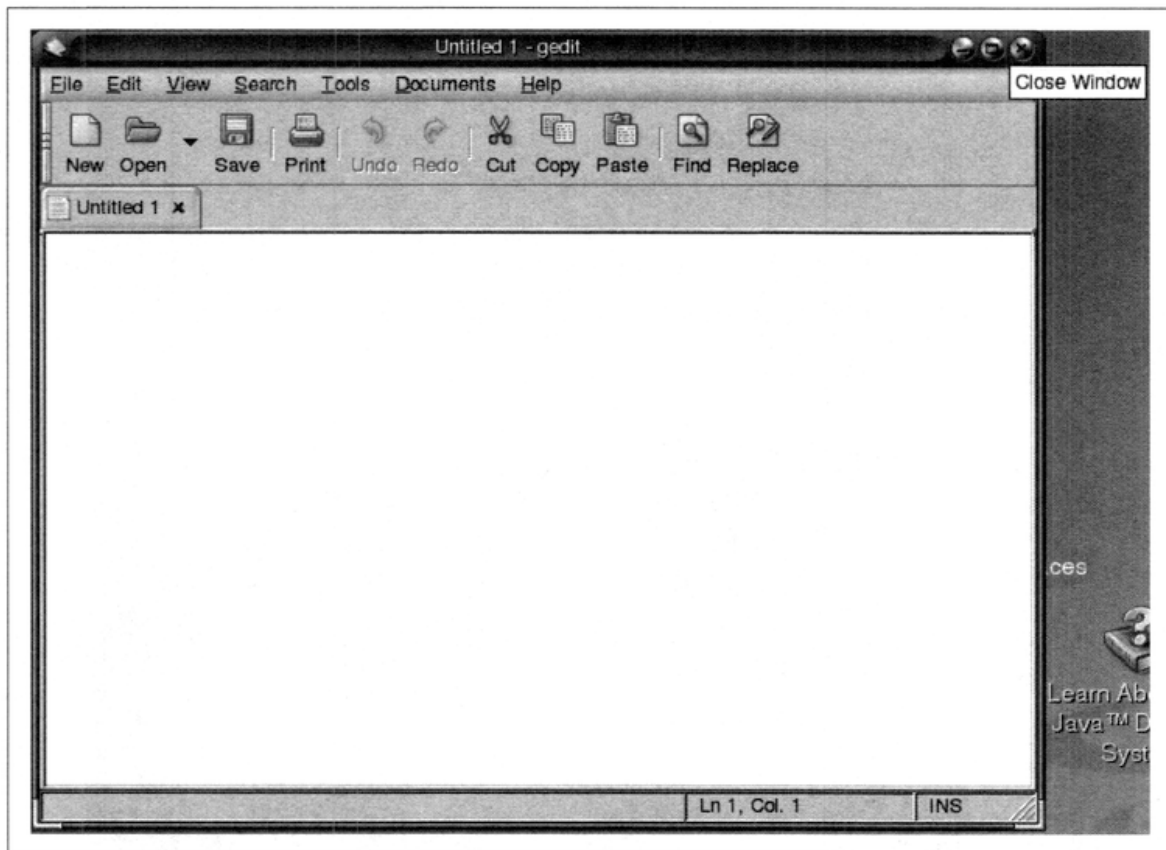 Untitled 1 - gedit
File Edit View Search Tools Documents Help
Close Window
New Open Save Print Undo Redo Cut Copy Paste Find Replace
Untitled 1
ces
Learn Ab
Java™ D
Syst
Ln 1, Col. 1 INS